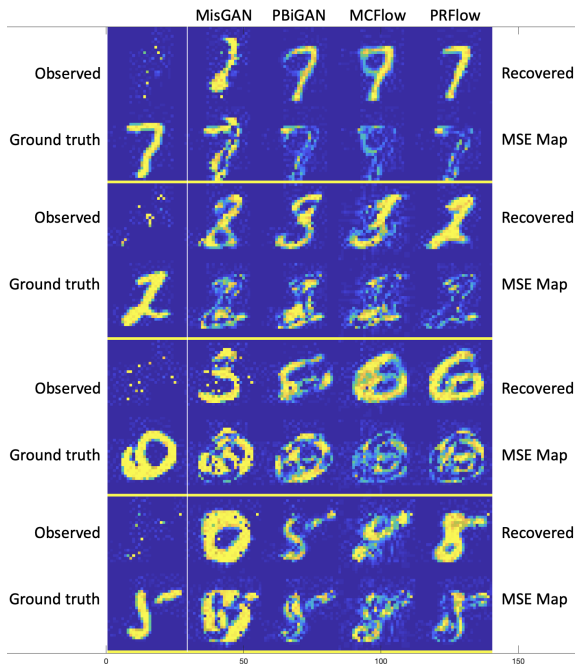 MisGAN PBiGAN MCFlow PRFlow
Observed Recovered
Ground truth MSE Map
Observed Recovered
Ground truth MSE Map
Observed Recovered
Ground truth MSE Map
Observed Recovered
Ground truth MSE Map
0 50 100 150